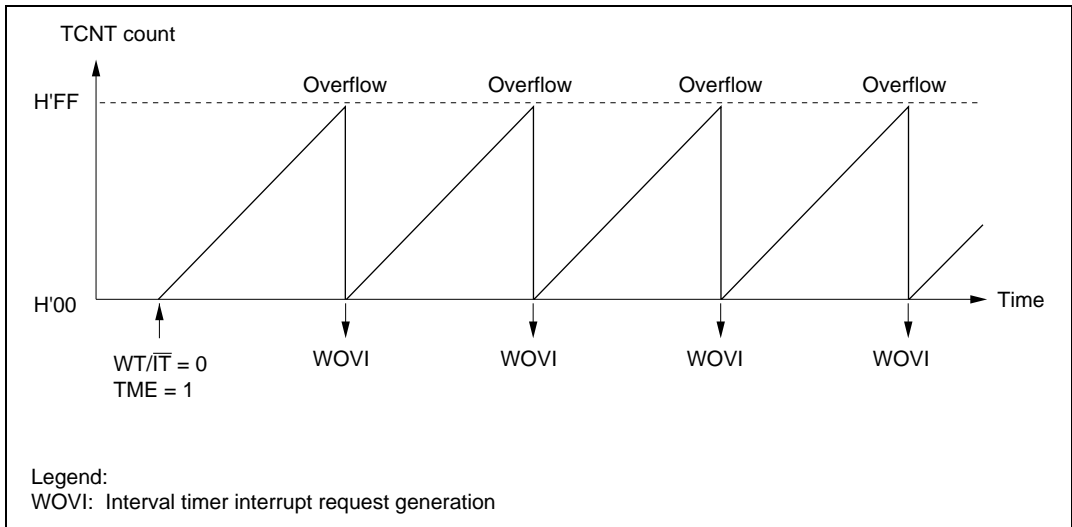 TCNT count
Overflow Overflow Overflow Overflow
H'FF
H'00
Time
WT/I̅T̅ = 0
TME = 1
WOVI WOVI WOVI WOVI
Legend:
WOVI: Interval timer interrupt request generation